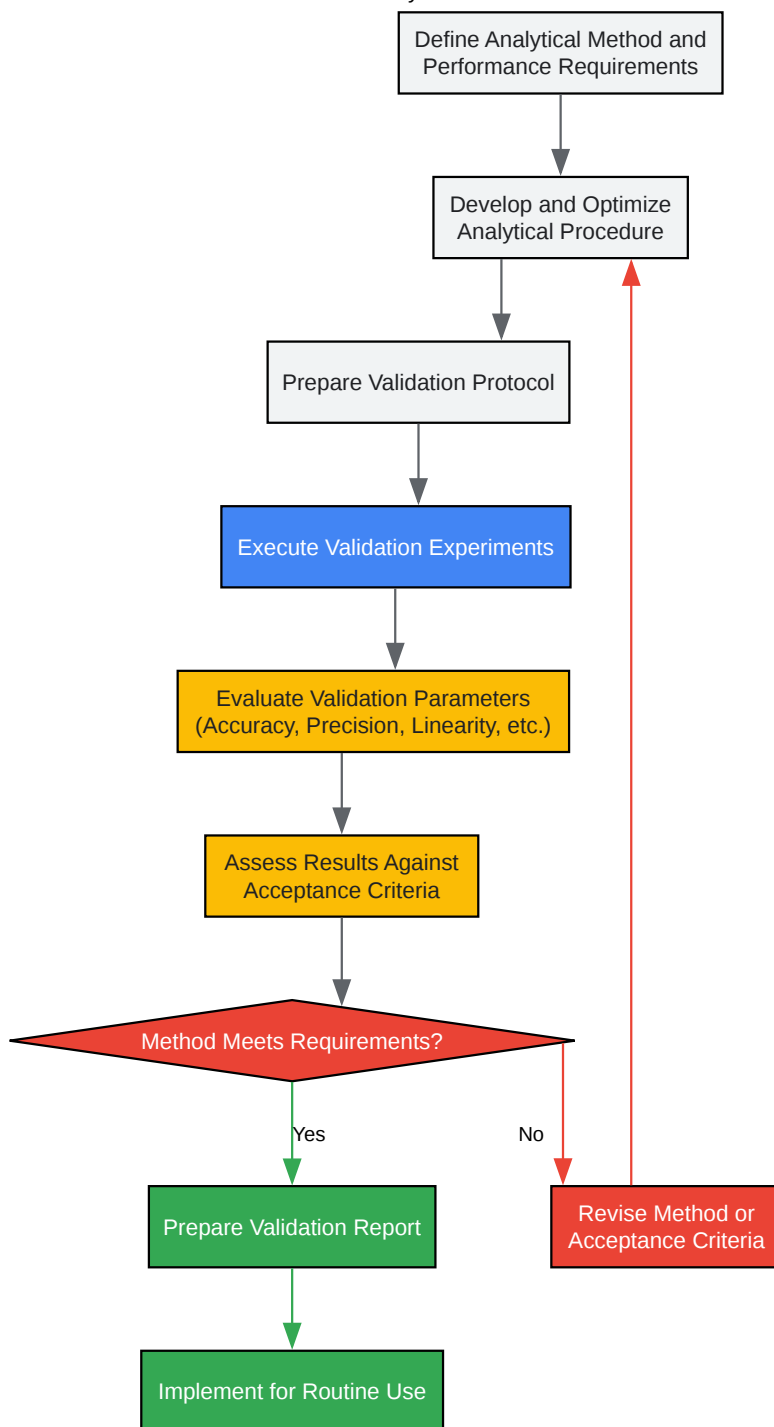 Define Analytical Method and
Performance Requirements
Develop and Optimize
Analytical Procedure
Prepare Validation Protocol
Execute Validation Experiments
Evaluate Validation Parameters
(Accuracy, Precision, Linearity, etc.)
Assess Results Against
Acceptance Criteria
Method Meets Requirements?
Yes
No
Prepare Validation Report
Revise Method or
Acceptance Criteria
Implement for Routine Use